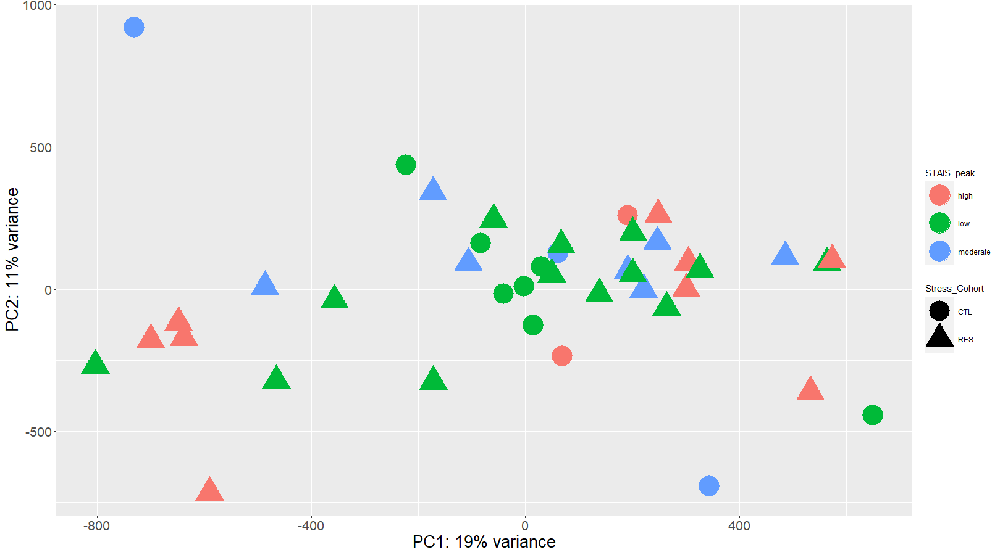 1000
500
0
-500
PC2: 11% variance
-800
-400
0
400
PC1: 19% variance
STAIS_peak
high
low
moderate
Stress_Cohort
CTL
RES